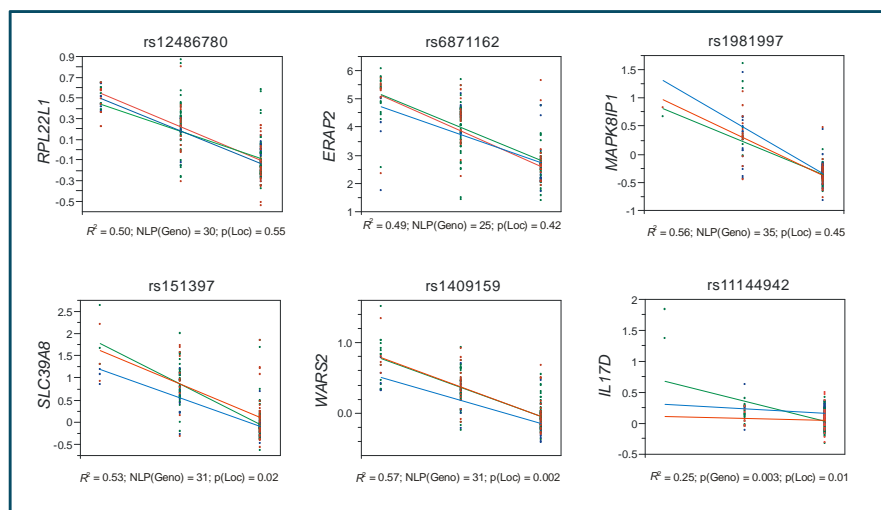 rs12486780
RPL22L1
0.9
0.7
0.5
0.3
0.1
-0.1
-0.3
-0.5
R² = 0.50; NLP(Geno) = 30; p(Loc) = 0.55
rs6871162
ERAP2
6
5
4
3
2
1
R² = 0.49; NLP(Geno) = 25; p(Loc) = 0.42
rs1981997
MAPK8IP1
1.5
1
0.5
0
-0.5
-1
R² = 0.56; NLP(Geno) = 35; p(Loc) = 0.45
rs151397
SLC39A8
2.5
2
1.5
1
0.5
0
-0.5
R² = 0.53; NLP(Geno) = 31; p(Loc) = 0.02
rs1409159
WARS2
1.0
0.0
R² = 0.57; NLP(Geno) = 31; p(Loc) = 0.002
rs11144942
IL17D
2
1.5
1
0.5
0
-0.5
R² = 0.25; p(Geno) = 0.003; p(Loc) = 0.01